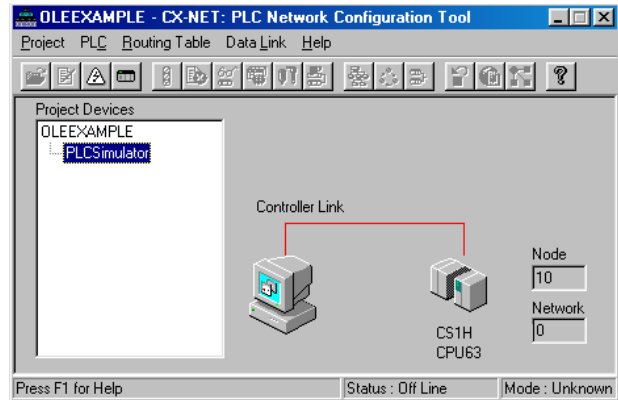 OLEEXAMPLE - CX-NET: PLC Network Configuration Tool
Project PLC Routing Table Data Link Help
Project Devices
OLEEXAMPLE
PLCSimulator
Controller Link
Node
10
Network
0
CS1H
CPU63
Press F1 for Help Status : Off Line Mode : Unknown